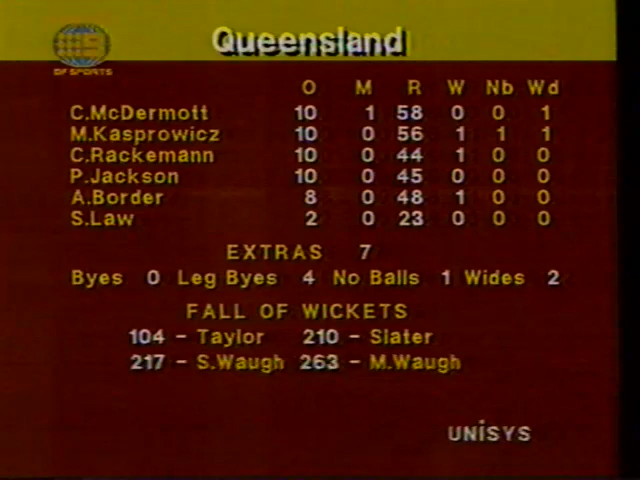 Queensland
9
OF SPORTS
O M R W Nb Wd
C.McDermott 10 1 58 0 0 1
M.Kasprowicz 10 0 56 1 1 1
C.Rackemann 10 0 44 1 0 0
P.Jackson 10 0 45 0 0 0
A.Border 8 0 48 1 0 0
S.Law 2 0 23 0 0 0
EXTRAS 7
Byes 0 Leg Byes 4 No Balls 1 Wides 2
FALL OF WICKETS
104 - Taylor 210 - Slater
217 - S.Waugh 263 - M.Waugh
UNiSYS